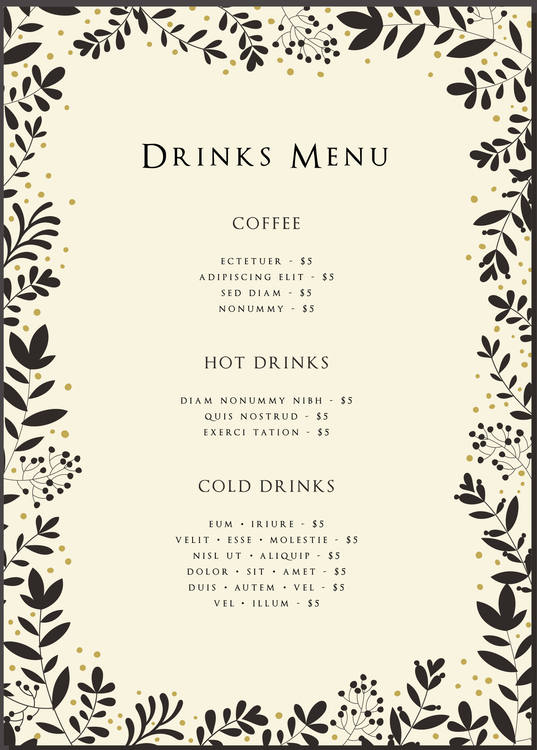 DRINKS MENU
COFFEE
ECTETUER - $5
ADIPISCING ELIT - $5
SED DIAM - $5
NONUMMY - $5
HOT DRINKS
DIAM NONUMMY NIBH - $5
QUIS NOSTRUD - $5
EXERCI TATION - $5
COLD DRINKS
EUM • IRIURE - $5
VELIT • ESSE • MOLESTIE - $5
NISL UT • ALIQUIP - $5
DOLOR • SIT • AMET - $5
DUIS • AUTEM • VEL - $5
VEL • ILLUM - $5